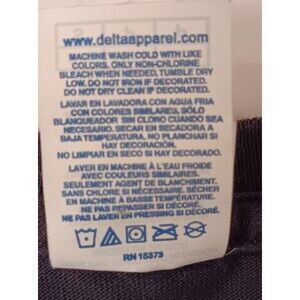 www.deltaapparel.com
MACHINE WASH COLD WITH LIKE
COLORS. ONLY NON-CHLORINE
BLEACH WHEN NEEDED, TUMBLE DRY
LOW. DO NOT IRON IF DECORATED.
DO NOT DRY CLEAN IF DECORATED.
LAVAR EN LAVADORA CON AGUA FRIA
CON COLORES SIMILARES, SÓLO
BLANQUEADOR SIN CLORO CUANDO SEA
NECESARIO. SECAR EN SECADORA A
BAJA TEMPERATURA. NO PLANCHAR SI
HAY DECORACION.
NO LIMPIAR EN SECO SI HAY DECORADO.
LAVER EN MACHINE À L'EAU FROIDE
AVEC COULEURS SIMILAIRES.
SEULEMENT AGENT DE BLANCHIMENT.
SANS CHLORE SI NÉCESSAIRE. SÉCHER
EN MACHINE À BASSE TEMPÉRATURE.
NE PAS REPASSER SI DÉCORÉ
NE PAS LAVER EN PRESSING SI DÉCORÉ.
RN 15373